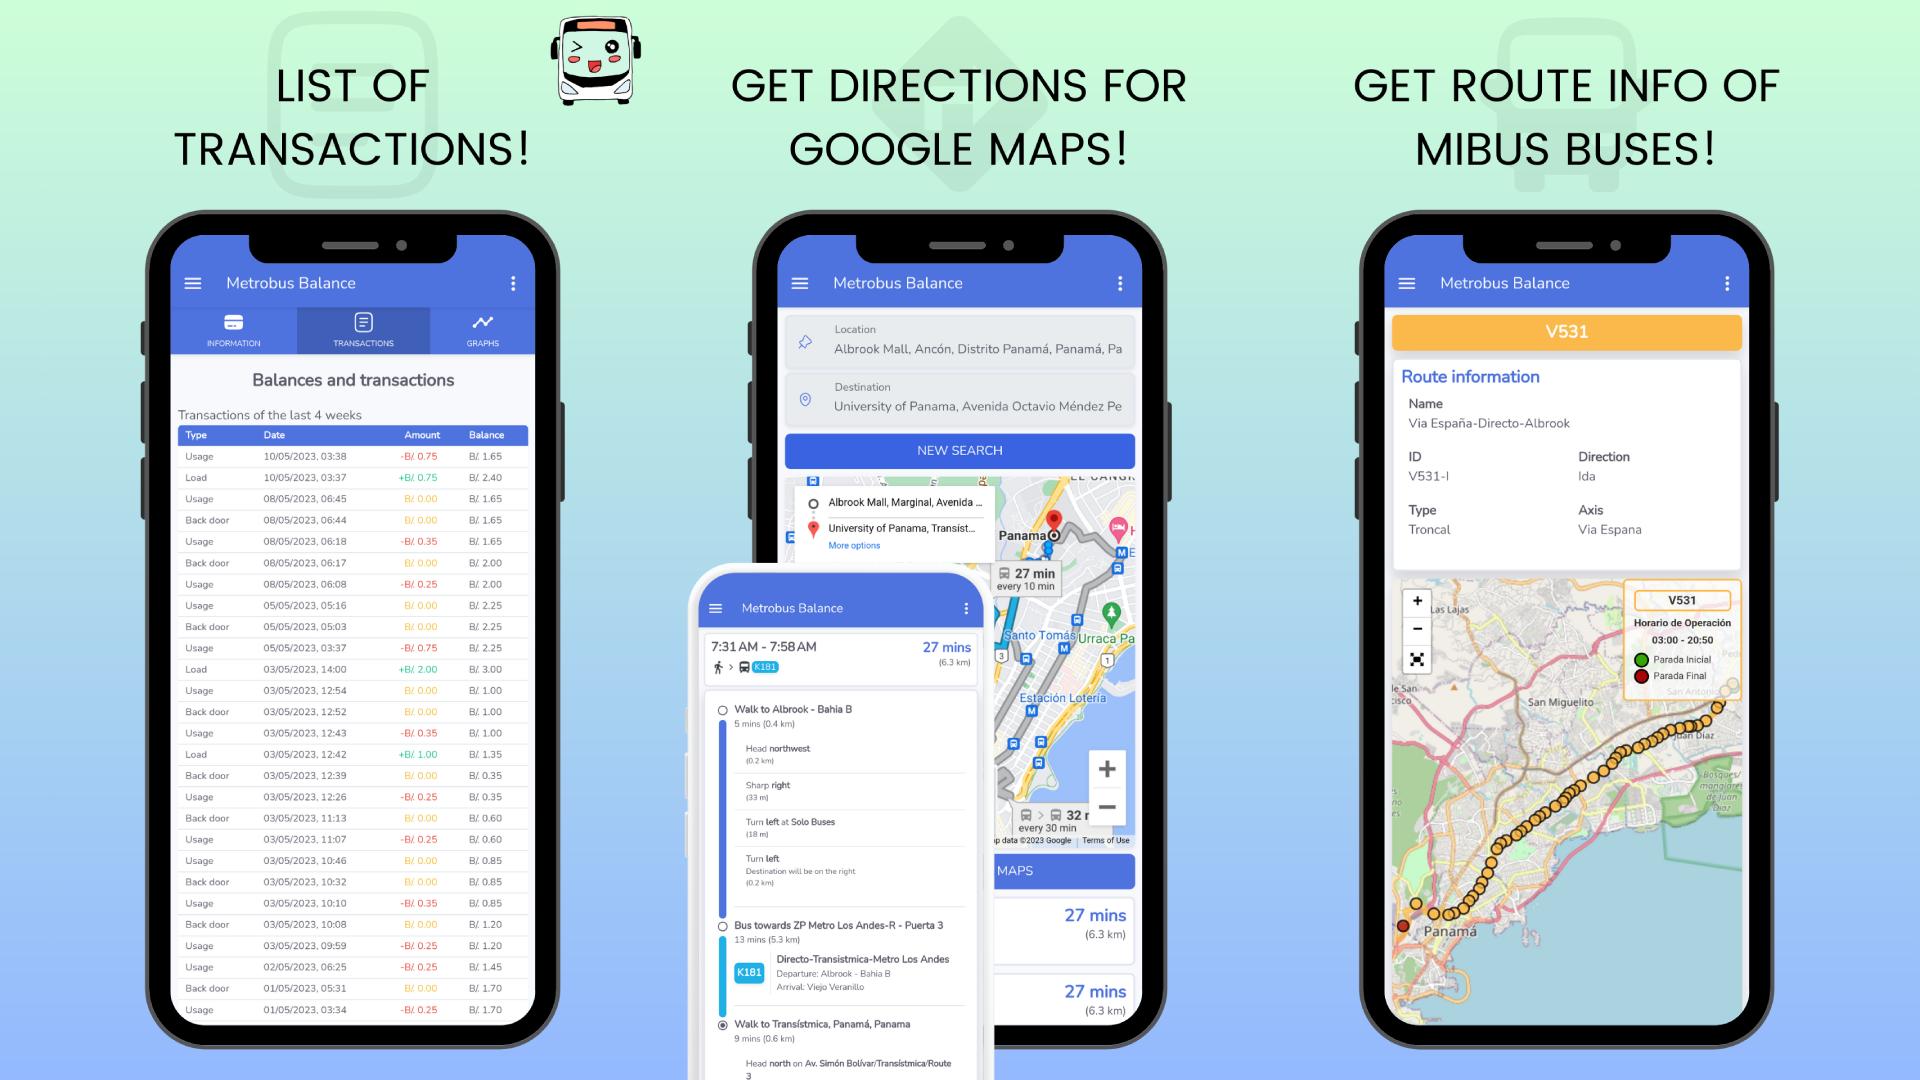 LIST OF
TRANSACTIONS!
GET DIRECTIONS FOR
GOOGLE MAPS!
GET ROUTE INFO OF
MIBUS BUSES!
Metrobus Balance
INFORMATION TRANSACTIONS GRAPHS
Balances and transactions
Transactions of the last 4 weeks
Type Date Amount Balance
Usage 10/05/2023, 03:38 -B/. 0.75 B/. 1.65
Load 10/05/2023, 03:37 +B/. 0.75 B/. 2.40
Usage 08/05/2023, 06:45 B/. 0.00 B/. 1.65
Back door 08/05/2023, 06:44 B/. 0.00 B/. 1.65
Usage 08/05/2023, 06:18 -B/. 0.35 B/. 1.65
Back door 08/05/2023, 06:17 B/. 0.00 B/. 2.00
Usage 08/05/2023, 06:08 -B/. 0.25 B/. 2.00
Usage 05/05/2023, 05:16 B/. 0.00 B/. 2.25
Back door 05/05/2023, 05:03 B/. 0.00 B/. 2.25
Usage 05/05/2023, 03:37 -B/. 0.75 B/. 2.25
Load 03/05/2023, 14:00 +B/. 2.00 B/. 3.00
Usage 03/05/2023, 12:54 B/. 0.00 B/. 1.00
Back door 03/05/2023, 12:52 B/. 0.00 B/. 1.00
Usage 03/05/2023, 12:43 -B/. 0.35 B/. 1.00
Load 03/05/2023, 12:42 +B/. 1.00 B/. 1.35
Back door 03/05/2023, 12:39 B/. 0.00 B/. 0.35
Usage 03/05/2023, 12:26 -B/. 0.25 B/. 0.35
Back door 03/05/2023, 11:13 B/. 0.00 B/. 0.60
Usage 03/05/2023, 11:07 -B/. 0.25 B/. 0.60
Usage 03/05/2023, 10:46 B/. 0.00 B/. 0.85
Back door 03/05/2023, 10:32 B/. 0.00 B/. 0.85
Usage 03/05/2023, 10:10 -B/. 0.35 B/. 0.85
Back door 03/05/2023, 10:08 B/. 0.00 B/. 1.20
Usage 03/05/2023, 09:59 -B/. 0.25 B/. 1.20
Usage 02/05/2023, 06:25 -B/. 0.25 B/. 1.45
Back door 01/05/2023, 05:31 B/. 0.00 B/. 1.70
Usage 01/05/2023, 03:34 -B/. 0.25 B/. 1.70
Metrobus Balance
Location
Albrook Mall, Ancón, Distrito Panamá, Panamá, Pa
Destination
University of Panama, Avenida Octavio Méndez Pe
NEW SEARCH
Albrook Mall, Marginal, Avenida ...
University of Panama, Transíst...
More options
Panama
27 min
every 10 min
Santo Tomás
Urraca Pa
3
1
Estación Lotería
32
every 30 min
p data ©2023 Google Terms of Use
MAPS
27 mins
(6.3 km)
27 mins
(6.3 km)
Metrobus Balance
7:31 AM - 7:58 AM 27 mins
K181 (6.3 km)
Walk to Albrook - Bahia B
5 mins (0.4 km)
Head northwest
(0.2 km)
Sharp right
(33 m)
Turn left at Solo Buses
(18 m)
Turn left
Destination will be on the right
(0.2 km)
Bus towards ZP Metro Los Andes-R - Puerta 3
13 mins (5.3 km)
K181
Directo-Transistmica-Metro Los Andes
Departure: Albrook - Bahia B
Arrival: Viejo Veranillo
Walk to Transístmica, Panamá, Panama
9 mins (0.6 km)
Head north on Av. Simón Bolívar/Transístmica/Route
3
Metrobus Balance
V531
Route information
Name
Via España-Directo-Albrook
ID Direction
V531-I Ida
Type Axis
Troncal Via Espana
+
−
Las Lajas
V531
Horario de Operación
03:00 - 20:50
Parada Inicial
Parada Final
San Antonio
de San
cisco
San Miguelito
Juan Díaz
Bosques/
manglares
de Juan
Díaz
Panamá